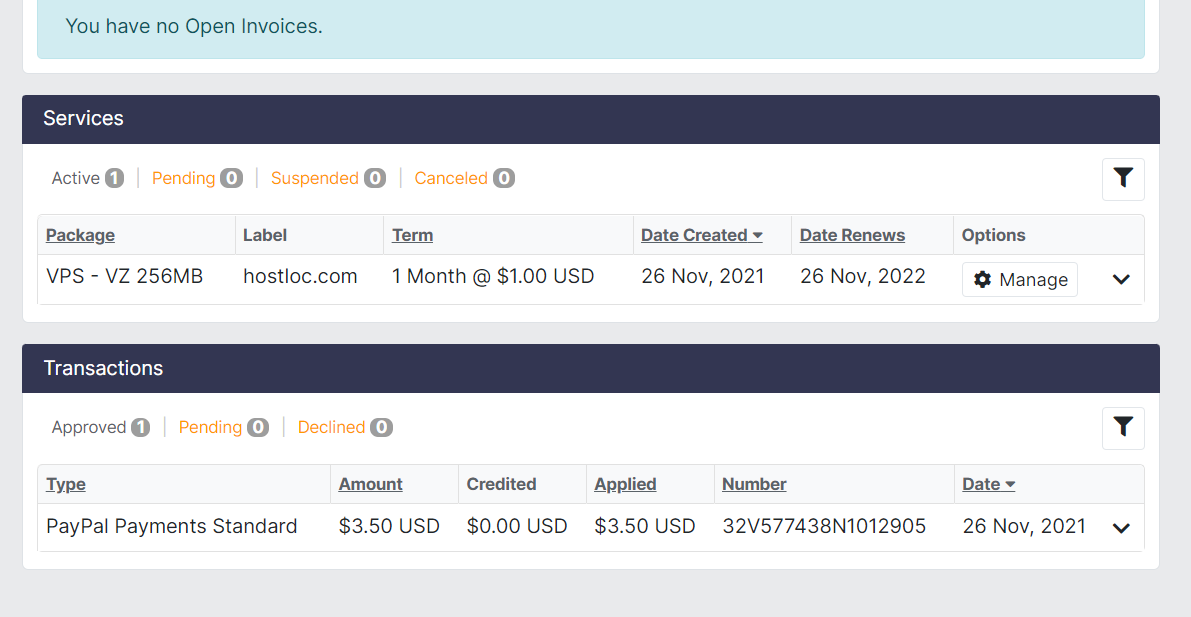 You have no Open Invoices.
Services
Active 1 Pending 0 Suspended 0 Canceled 0
Package Label Term Date Created Date Renews Options
VPS - VZ 256MB hostloc.com 1 Month @ $1.00 USD 26 Nov, 2021 26 Nov, 2022 Manage
Transactions
Approved 1 Pending 0 Declined 0
Type Amount Credited Applied Number Date
PayPal Payments Standard $3.50 USD $0.00 USD $3.50 USD 32V577438N1012905 26 Nov, 2021